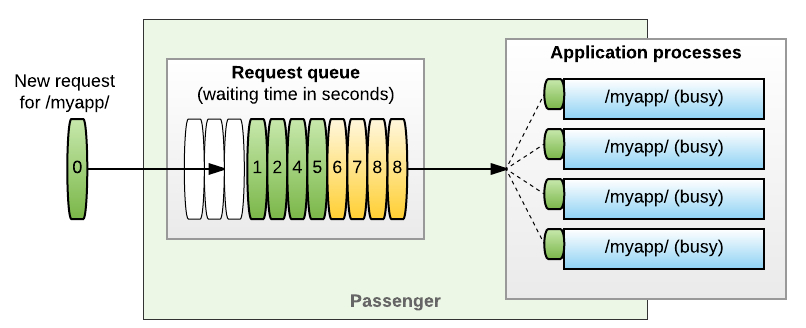 New request
for /myapp/
0
Request queue
(waiting time in seconds)
1 2 4 5 6 7 8 8
Application processes
/myapp/ (busy)
/myapp/ (busy)
/myapp/ (busy)
/myapp/ (busy)
Passenger